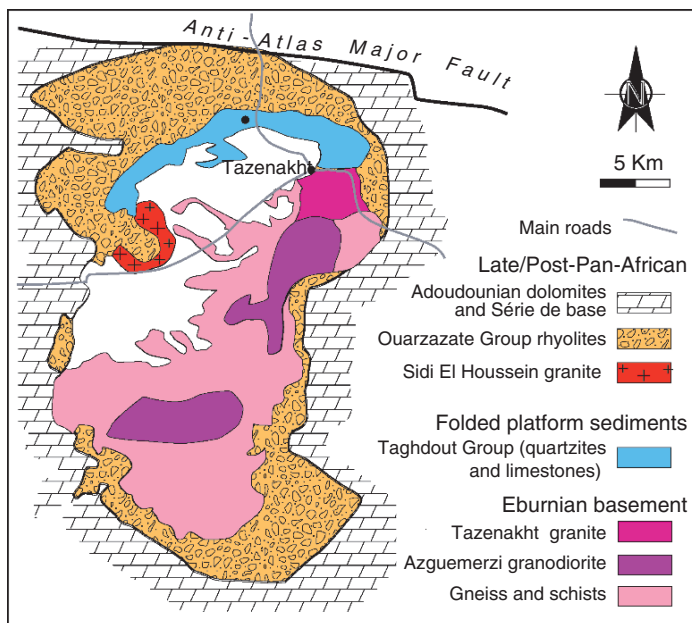 Anti-Atlas Major Fault
N
Tazenakht
5 Km
Main roads
Late/Post-Pan-African
Adoudounian dolomites
and Série de base
Ouarzazate Group rhyolites
Sidi El Houssein granite
Folded platform sediments
Taghdout Group (quartzites
and limestones)
Eburnian basement
Tazenakht granite
Azguemerzi granodiorite
Gneiss and schists